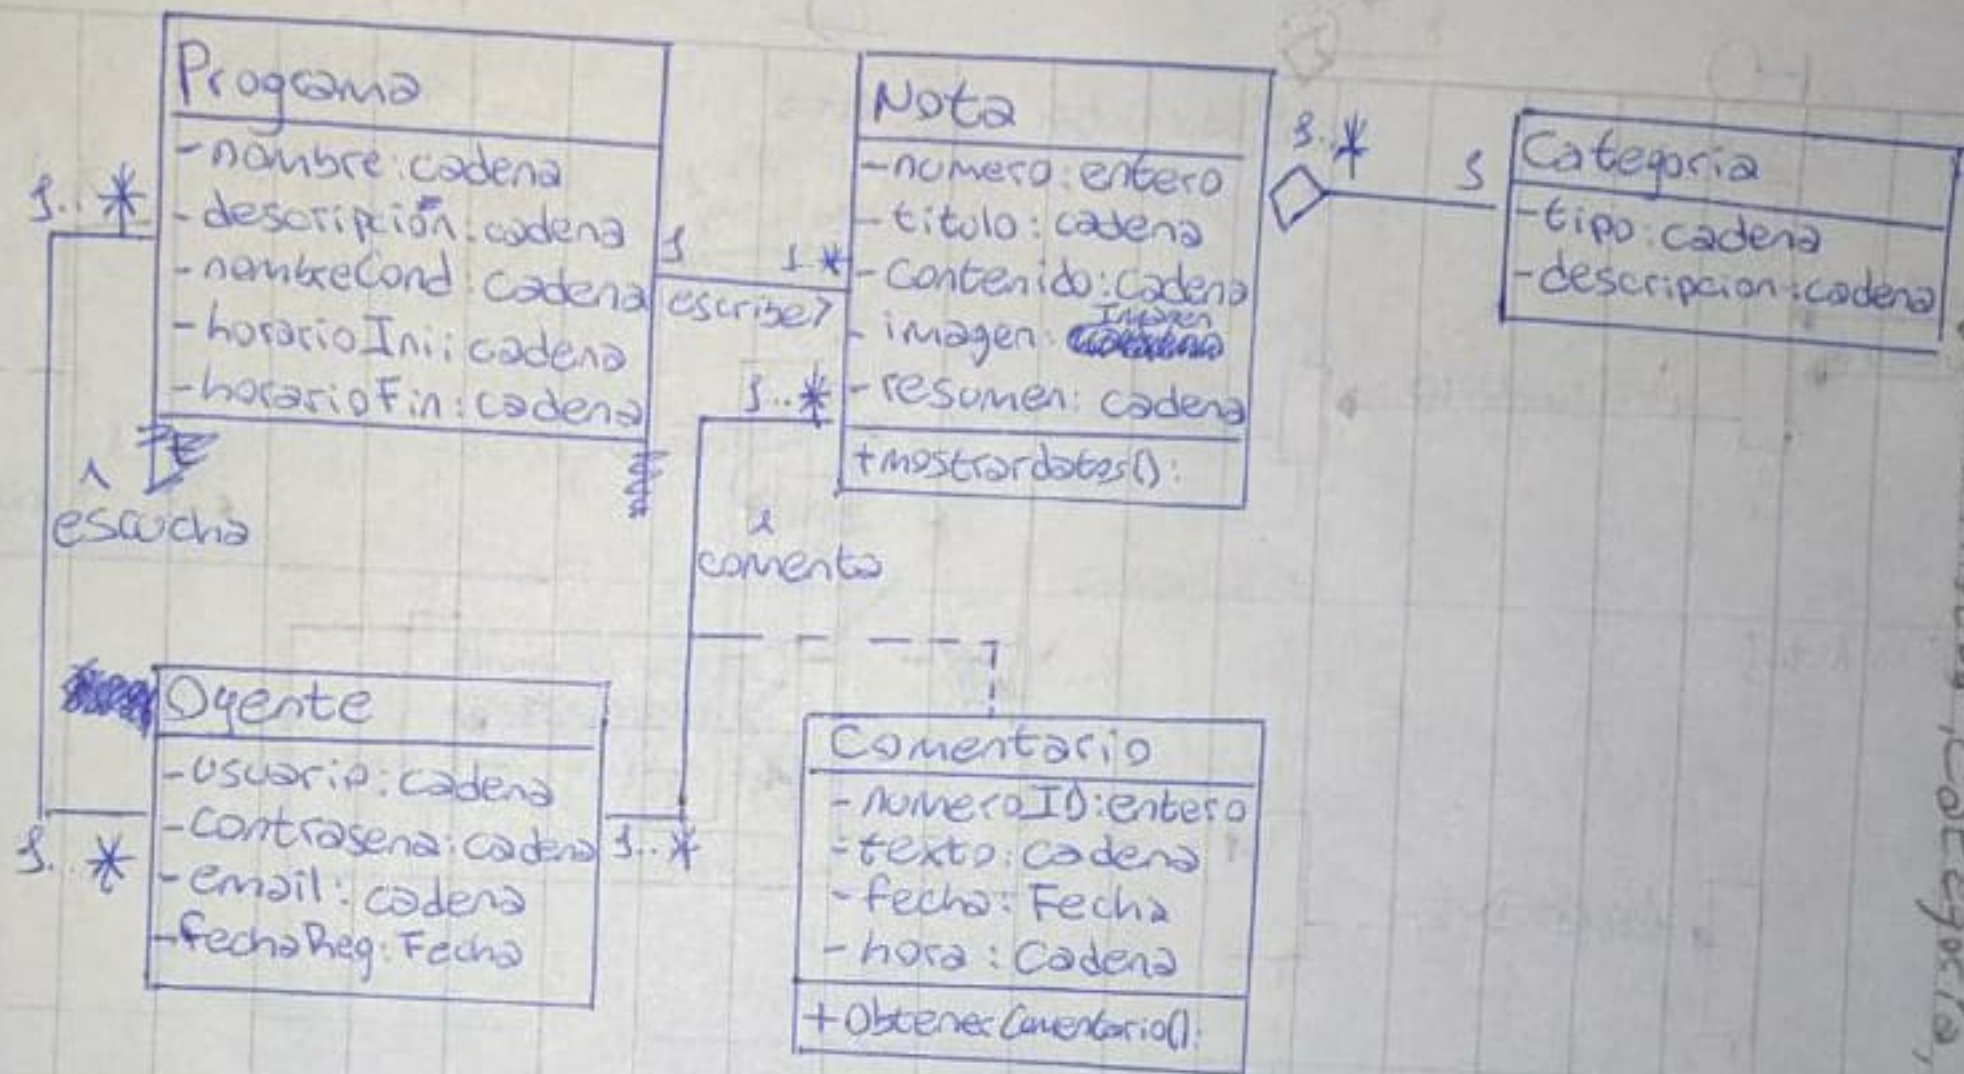 Programa
-nombre:cadena
-descripción:cadena
-nombreCond:cadena
-horarioIni:cadena
-horarioFin:cadena
1..*
1
1.*
escribe>
Nota
-numero:entero
-titulo:cadena
-contenido:cadena
-imagen:Imagen
-resumen:cadena
+mostrardatos():
1..*
1
Categoria
-tipo:cadena
-descripcion:cadena
1..*
^
escucha
^
comenta
Oyente
-usuario:cadena
-contrasena:cadena
-email:cadena
-fechaReg:Fecha
1..*
1..*
Comentario
-numeroID:entero
-texto:cadena
-fecha:Fecha
-hora:Cadena
+ObtenerComentario():